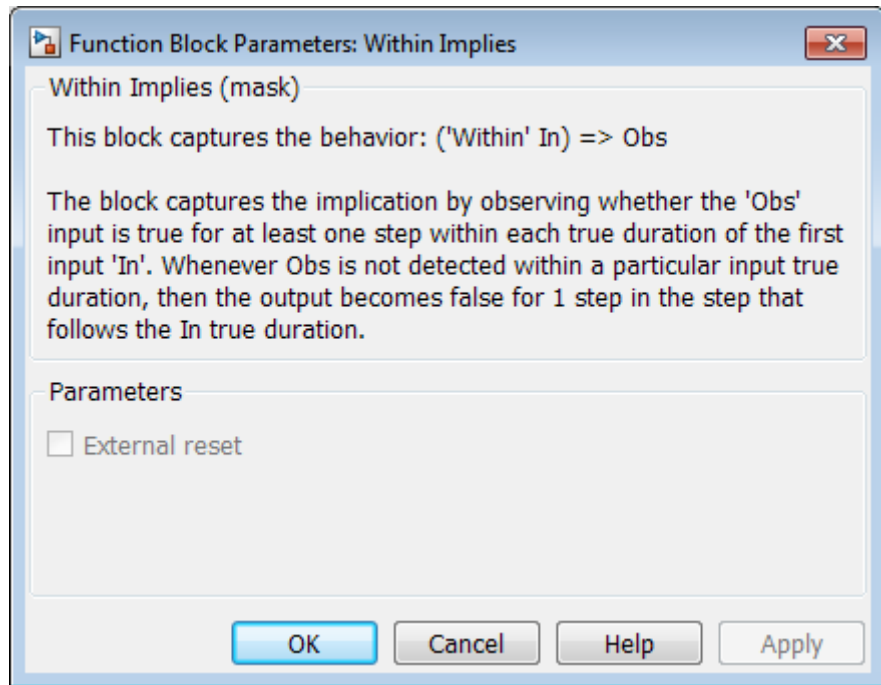 Function Block Parameters: Within Implies
Within Implies (mask)
This block captures the behavior: ('Within' In) => Obs
The block captures the implication by observing whether the 'Obs'
input is true for at least one step within each true duration of the first
input 'In'. Whenever Obs is not detected within a particular input true
duration, then the output becomes false for 1 step in the step that
follows the In true duration.
Parameters
External reset
OK
Cancel
Help
Apply